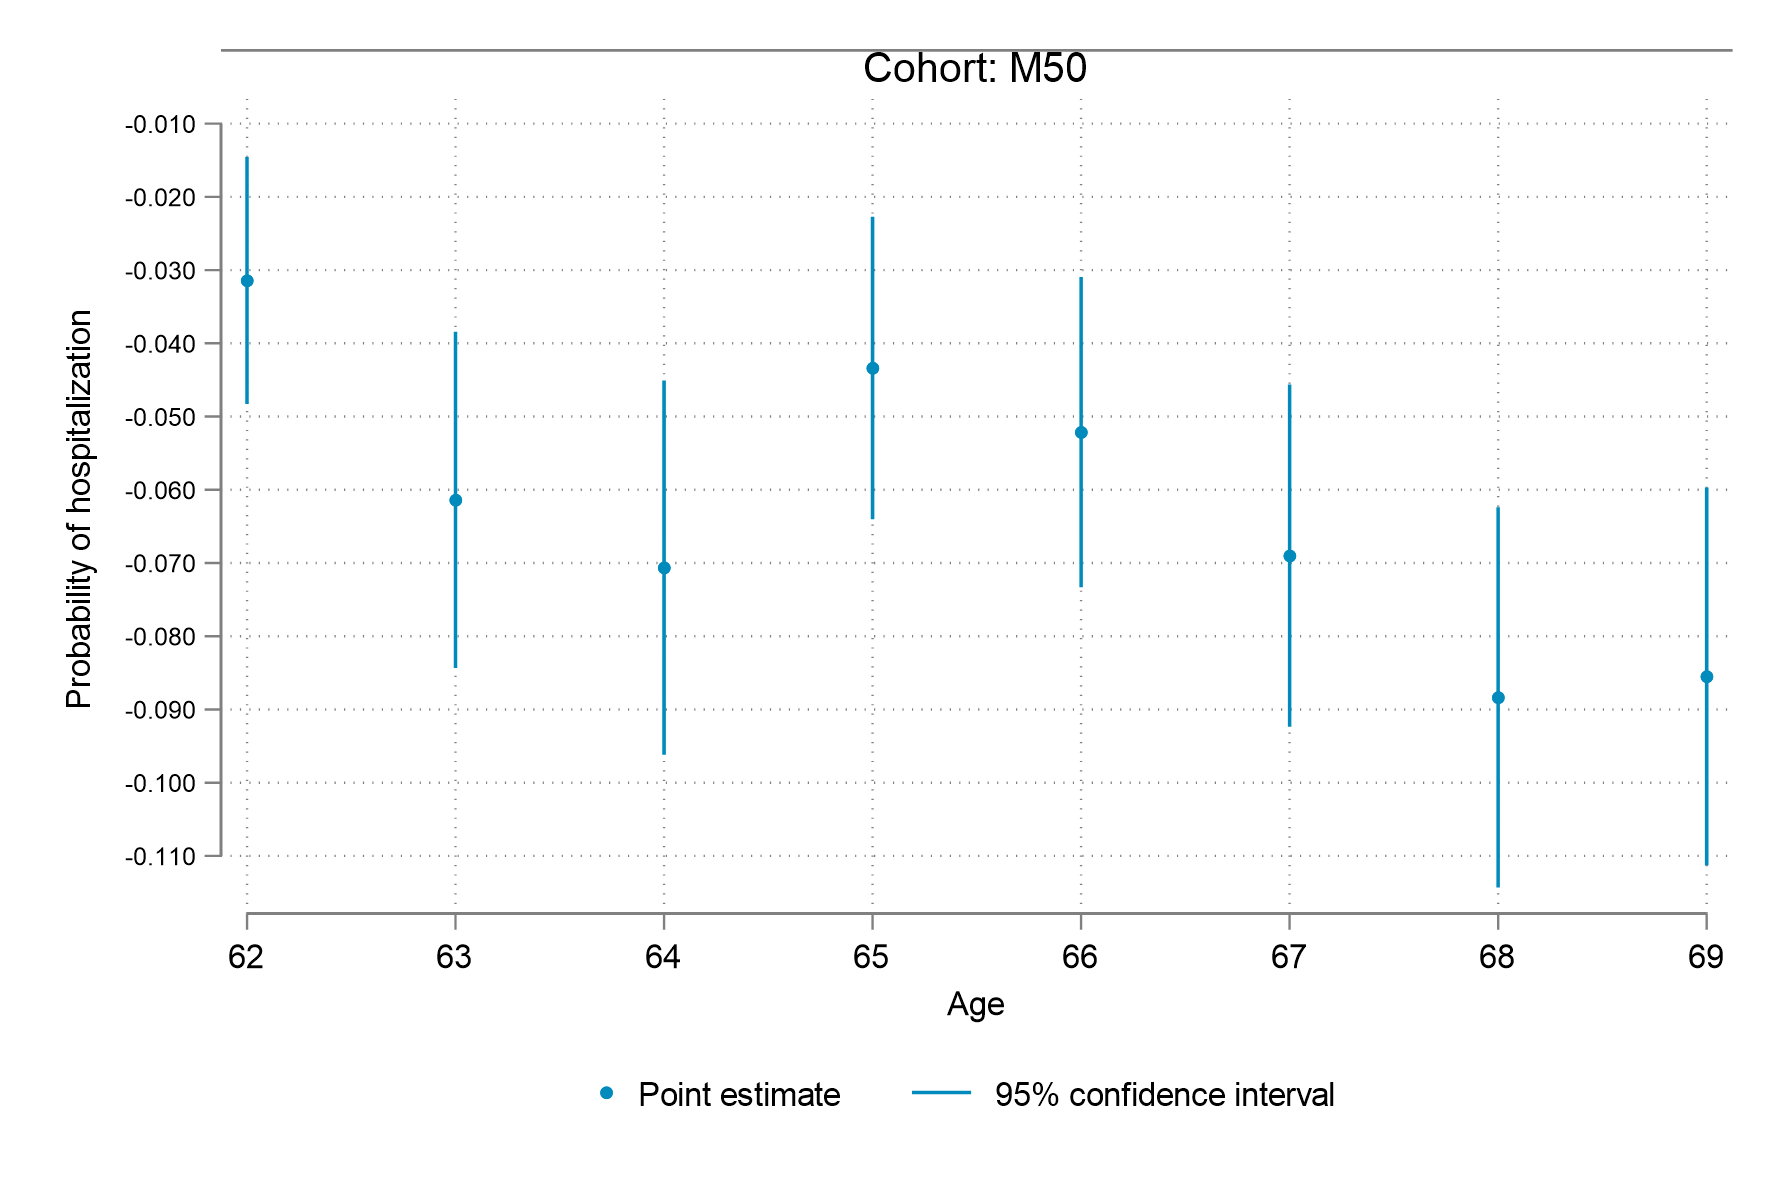 Cohort: M50
-0.010
-0.020
-0.030
-0.040
-0.050
-0.060
-0.070
-0.080
-0.090
-0.100
-0.110
Probability of hospitalization
62 63 64 65 66 67 68 69
Age
Point estimate 95% confidence interval